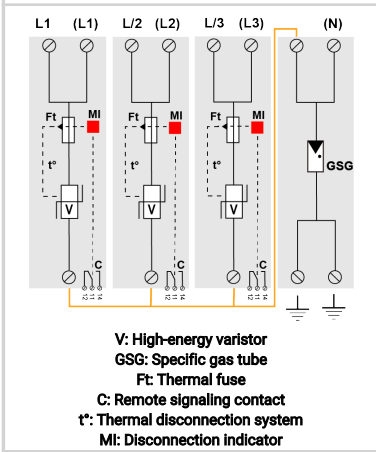 L1 (L1) L/2 (L2) L/3 (L3) (N)
Ft MI Ft MI Ft MI
t° t° t° GSG
V V V
C C C
12 11 14 12 11 14 12 11 14
V: High-energy varistor
GSG: Specific gas tube
Ft: Thermal fuse
C: Remote signaling contact
t°: Thermal disconnection system
MI: Disconnection indicator